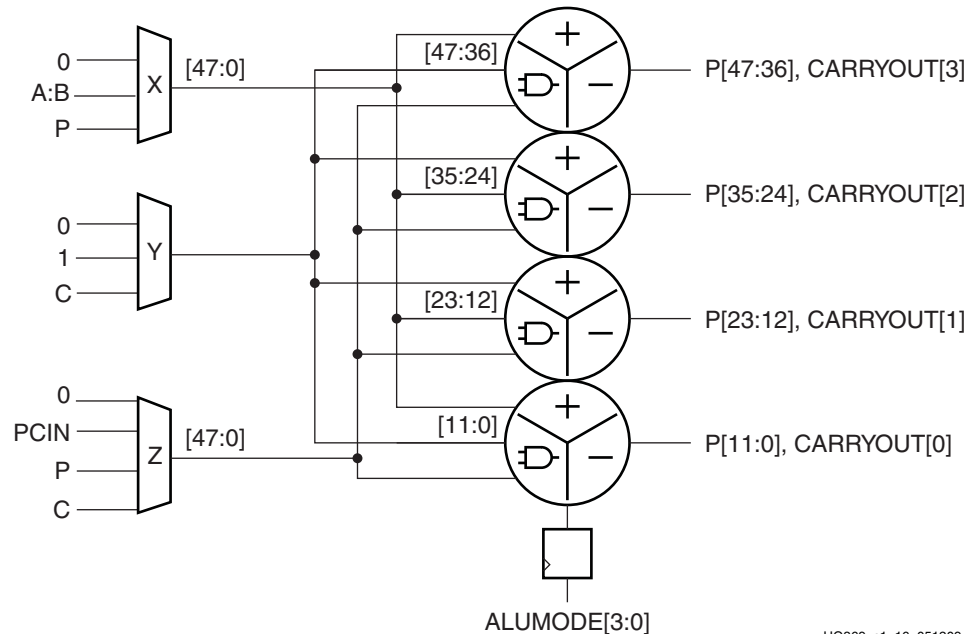 0
A:B
P
X
[47:0]
0
1
C
Y
0
PCIN
P
C
Z
[47:0]
[47:36]
P[47:36], CARRYOUT[3]
[35:24]
P[35:24], CARRYOUT[2]
[23:12]
P[23:12], CARRYOUT[1]
[11:0]
P[11:0], CARRYOUT[0]
ALUMODE[3:0]